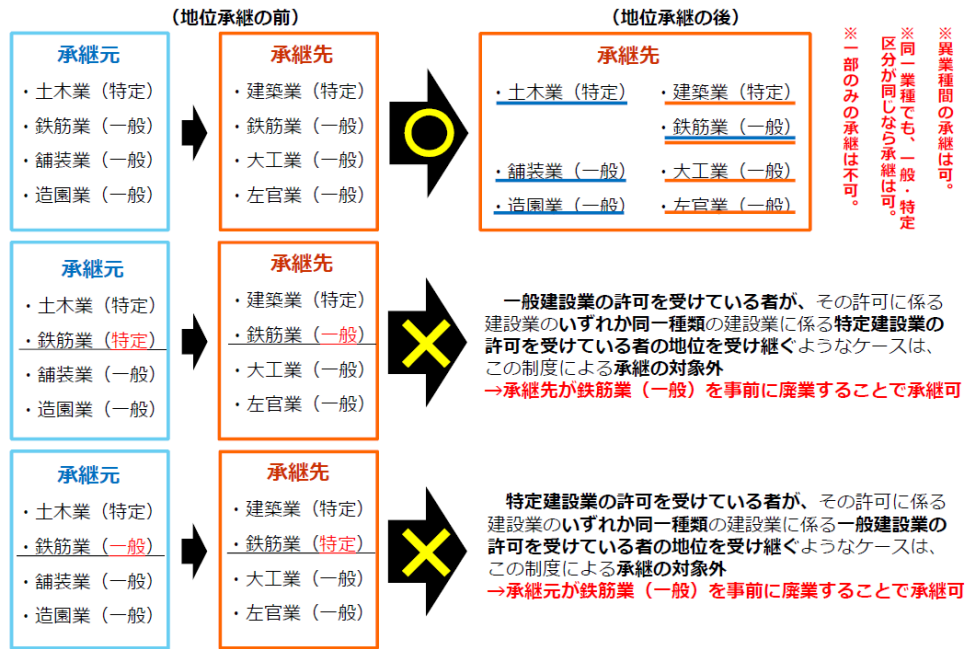 （地位承継の前）
（地位承継の後）
承継元
・土木業（特定）
・鉄筋業（一般）
・舗装業（一般）
・造園業（一般）
承継先
・建築業（特定）
・鉄筋業（一般）
・大工業（一般）
・左官業（一般）
承継先
・土木業（特定）
・建築業（特定）
・鉄筋業（一般）
・舗装業（一般）
・大工業（一般）
・造園業（一般）
・左官業（一般）
※異業種間の承継は可。
※同一業種でも、一般・特定
区分が同じなら承継は可。
※一部のみの承継は不可。
承継元
・土木業（特定）
・鉄筋業（特定）
・舗装業（一般）
・造園業（一般）
承継先
・建築業（特定）
・鉄筋業（一般）
・大工業（一般）
・左官業（一般）
一般建設業の許可を受けている者が、その許可に係る
建設業のいずれか同一種類の建設業に係る特定建設業の
許可を受けている者の地位を受け継ぐようなケースは、
この制度による承継の対象外
→承継先が鉄筋業（一般）を事前に廃業することで承継可
承継元
・土木業（特定）
・鉄筋業（一般）
・舗装業（一般）
・造園業（一般）
承継先
・建築業（特定）
・鉄筋業（特定）
・大工業（一般）
・左官業（一般）
特定建設業の許可を受けている者が、その許可に係る
建設業のいずれか同一種類の建設業に係る一般建設業の
許可を受けている者の地位を受け継ぐようなケースは、
この制度による承継の対象外
→承継元が鉄筋業（一般）を事前に廃業することで承継可